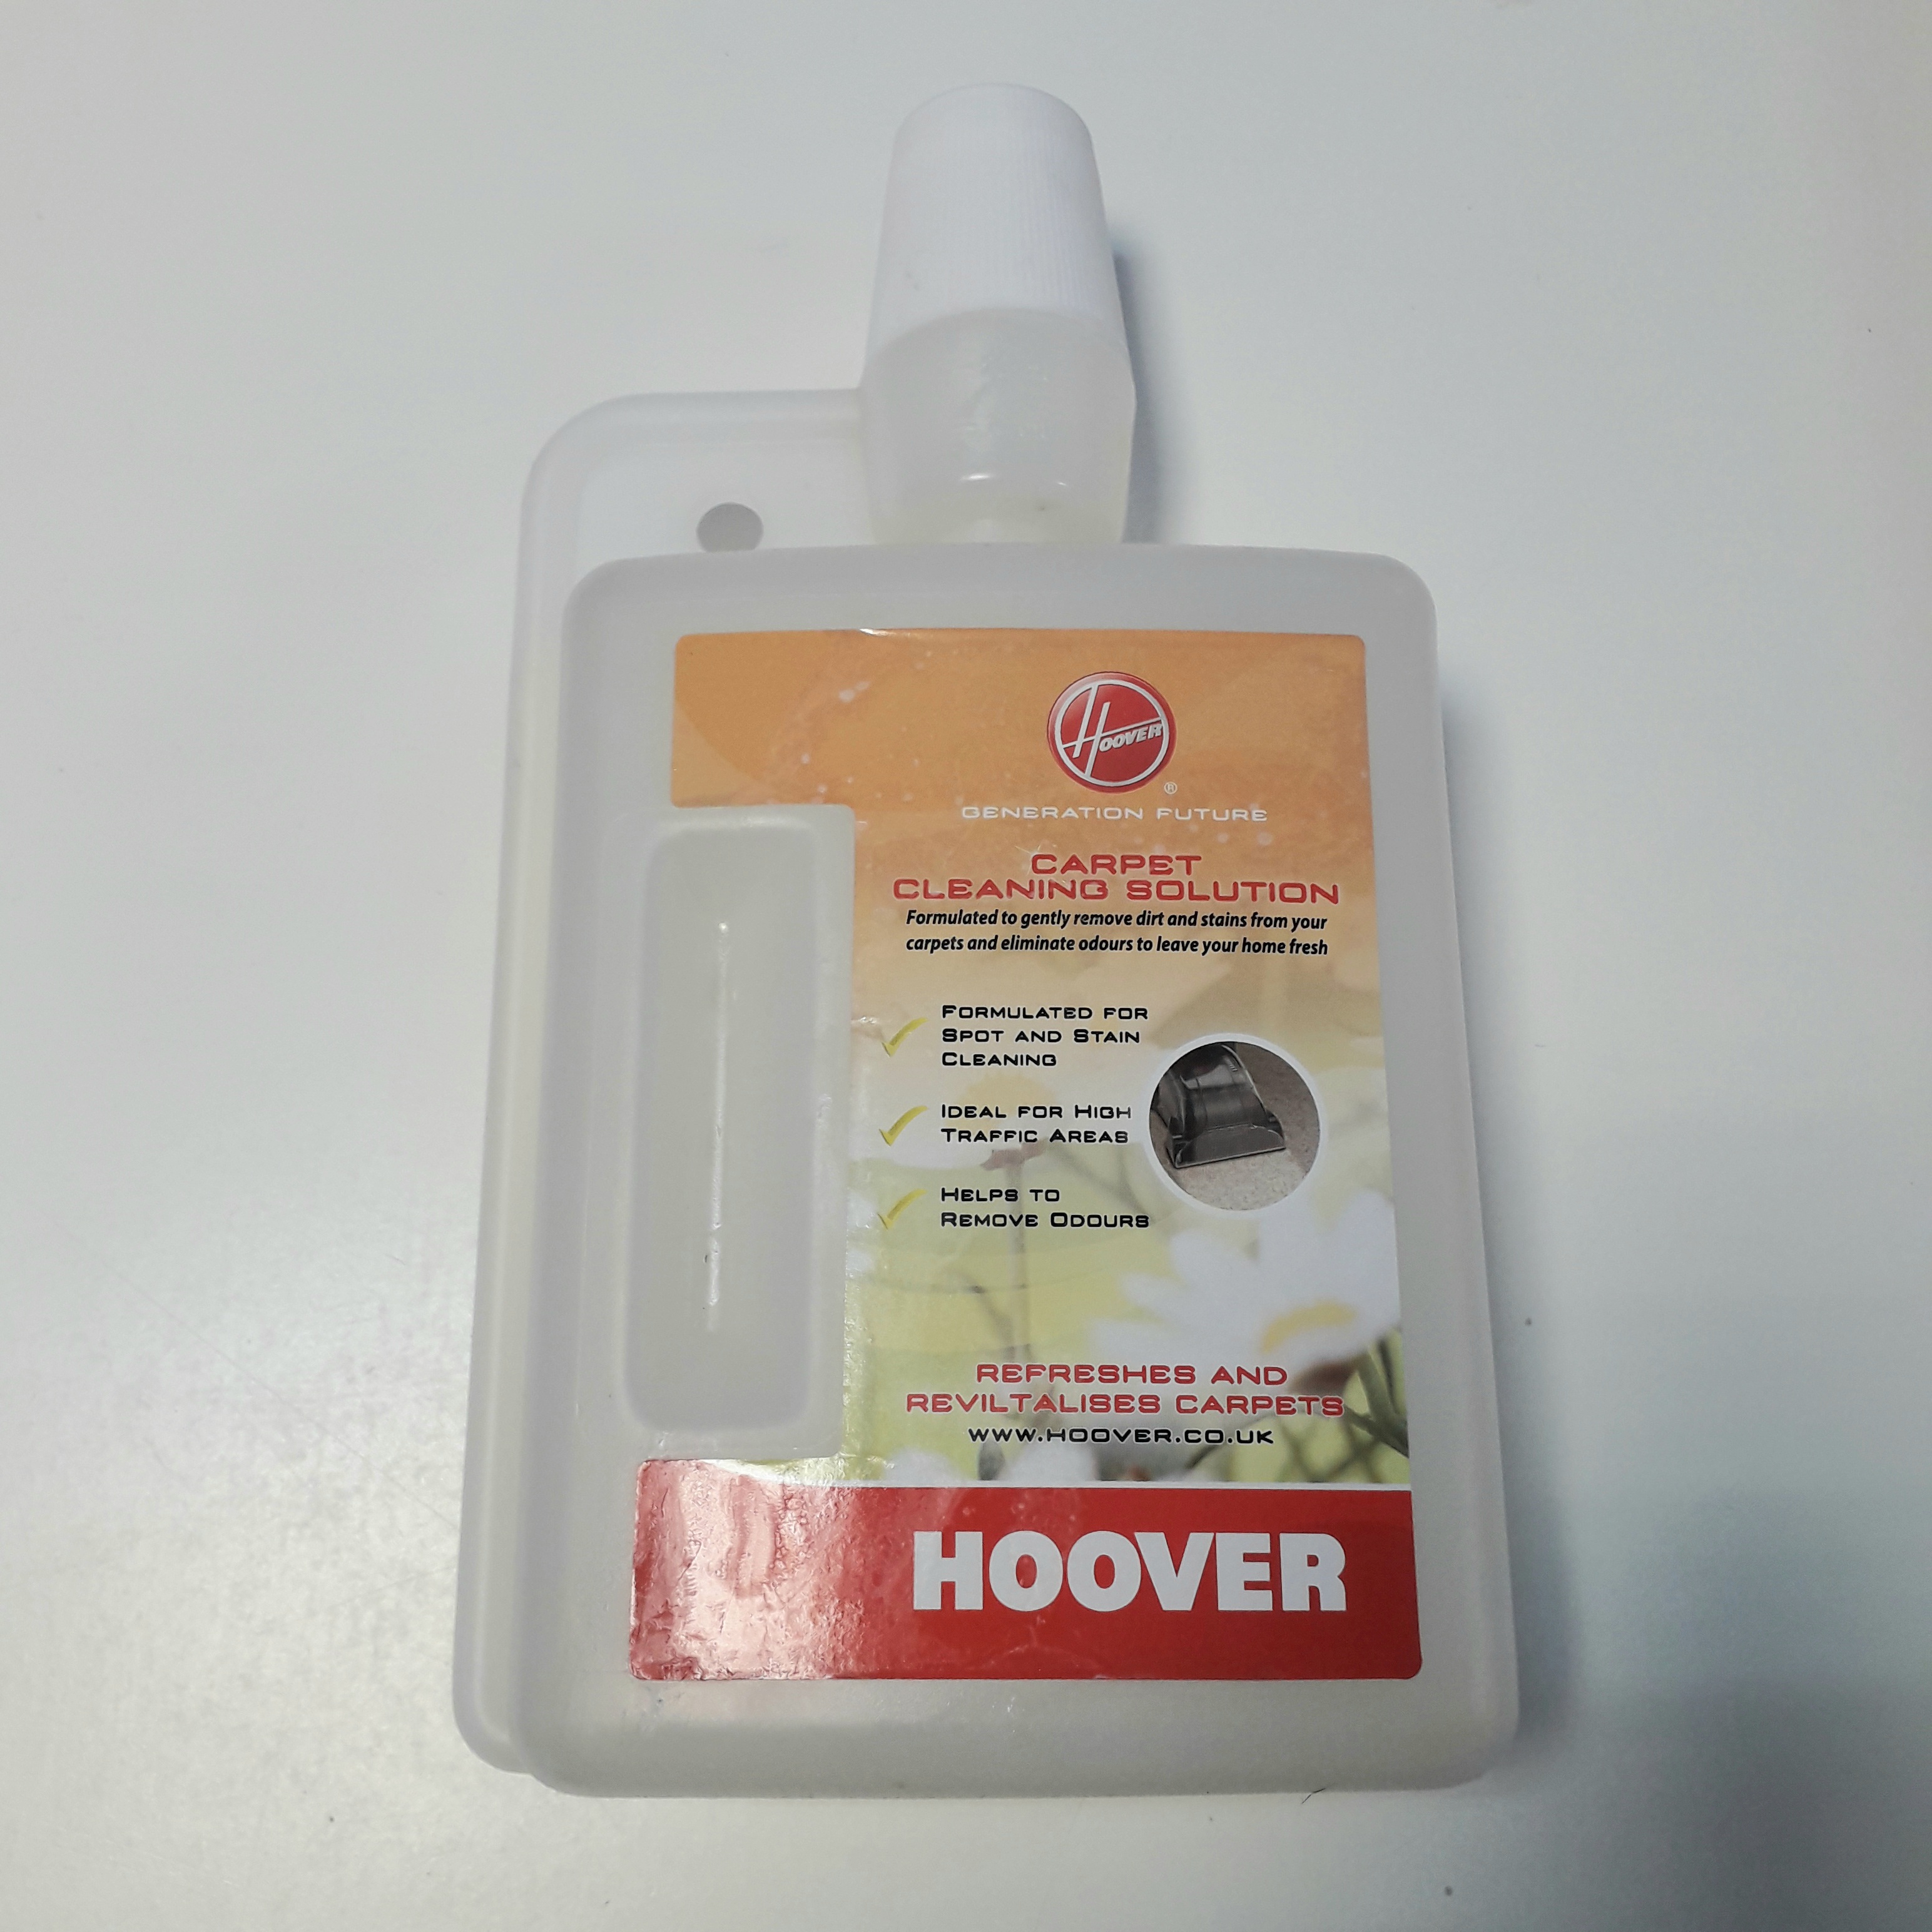 HOOVER
®
GENERATION FUTURE
CARPET
CLEANING SOLUTION
Formulated to gently remove dirt and stains from your
carpets and eliminate odours to leave your home fresh
FORMULATED FOR
SPOT AND STAIN
CLEANING
IDEAL FOR HIGH
TRAFFIC AREAS
HELPS TO
REMOVE ODOURS
REFRESHES AND
REVILTALISES CARPETS
WWW.HOOVER.CO.UK
HOOVER